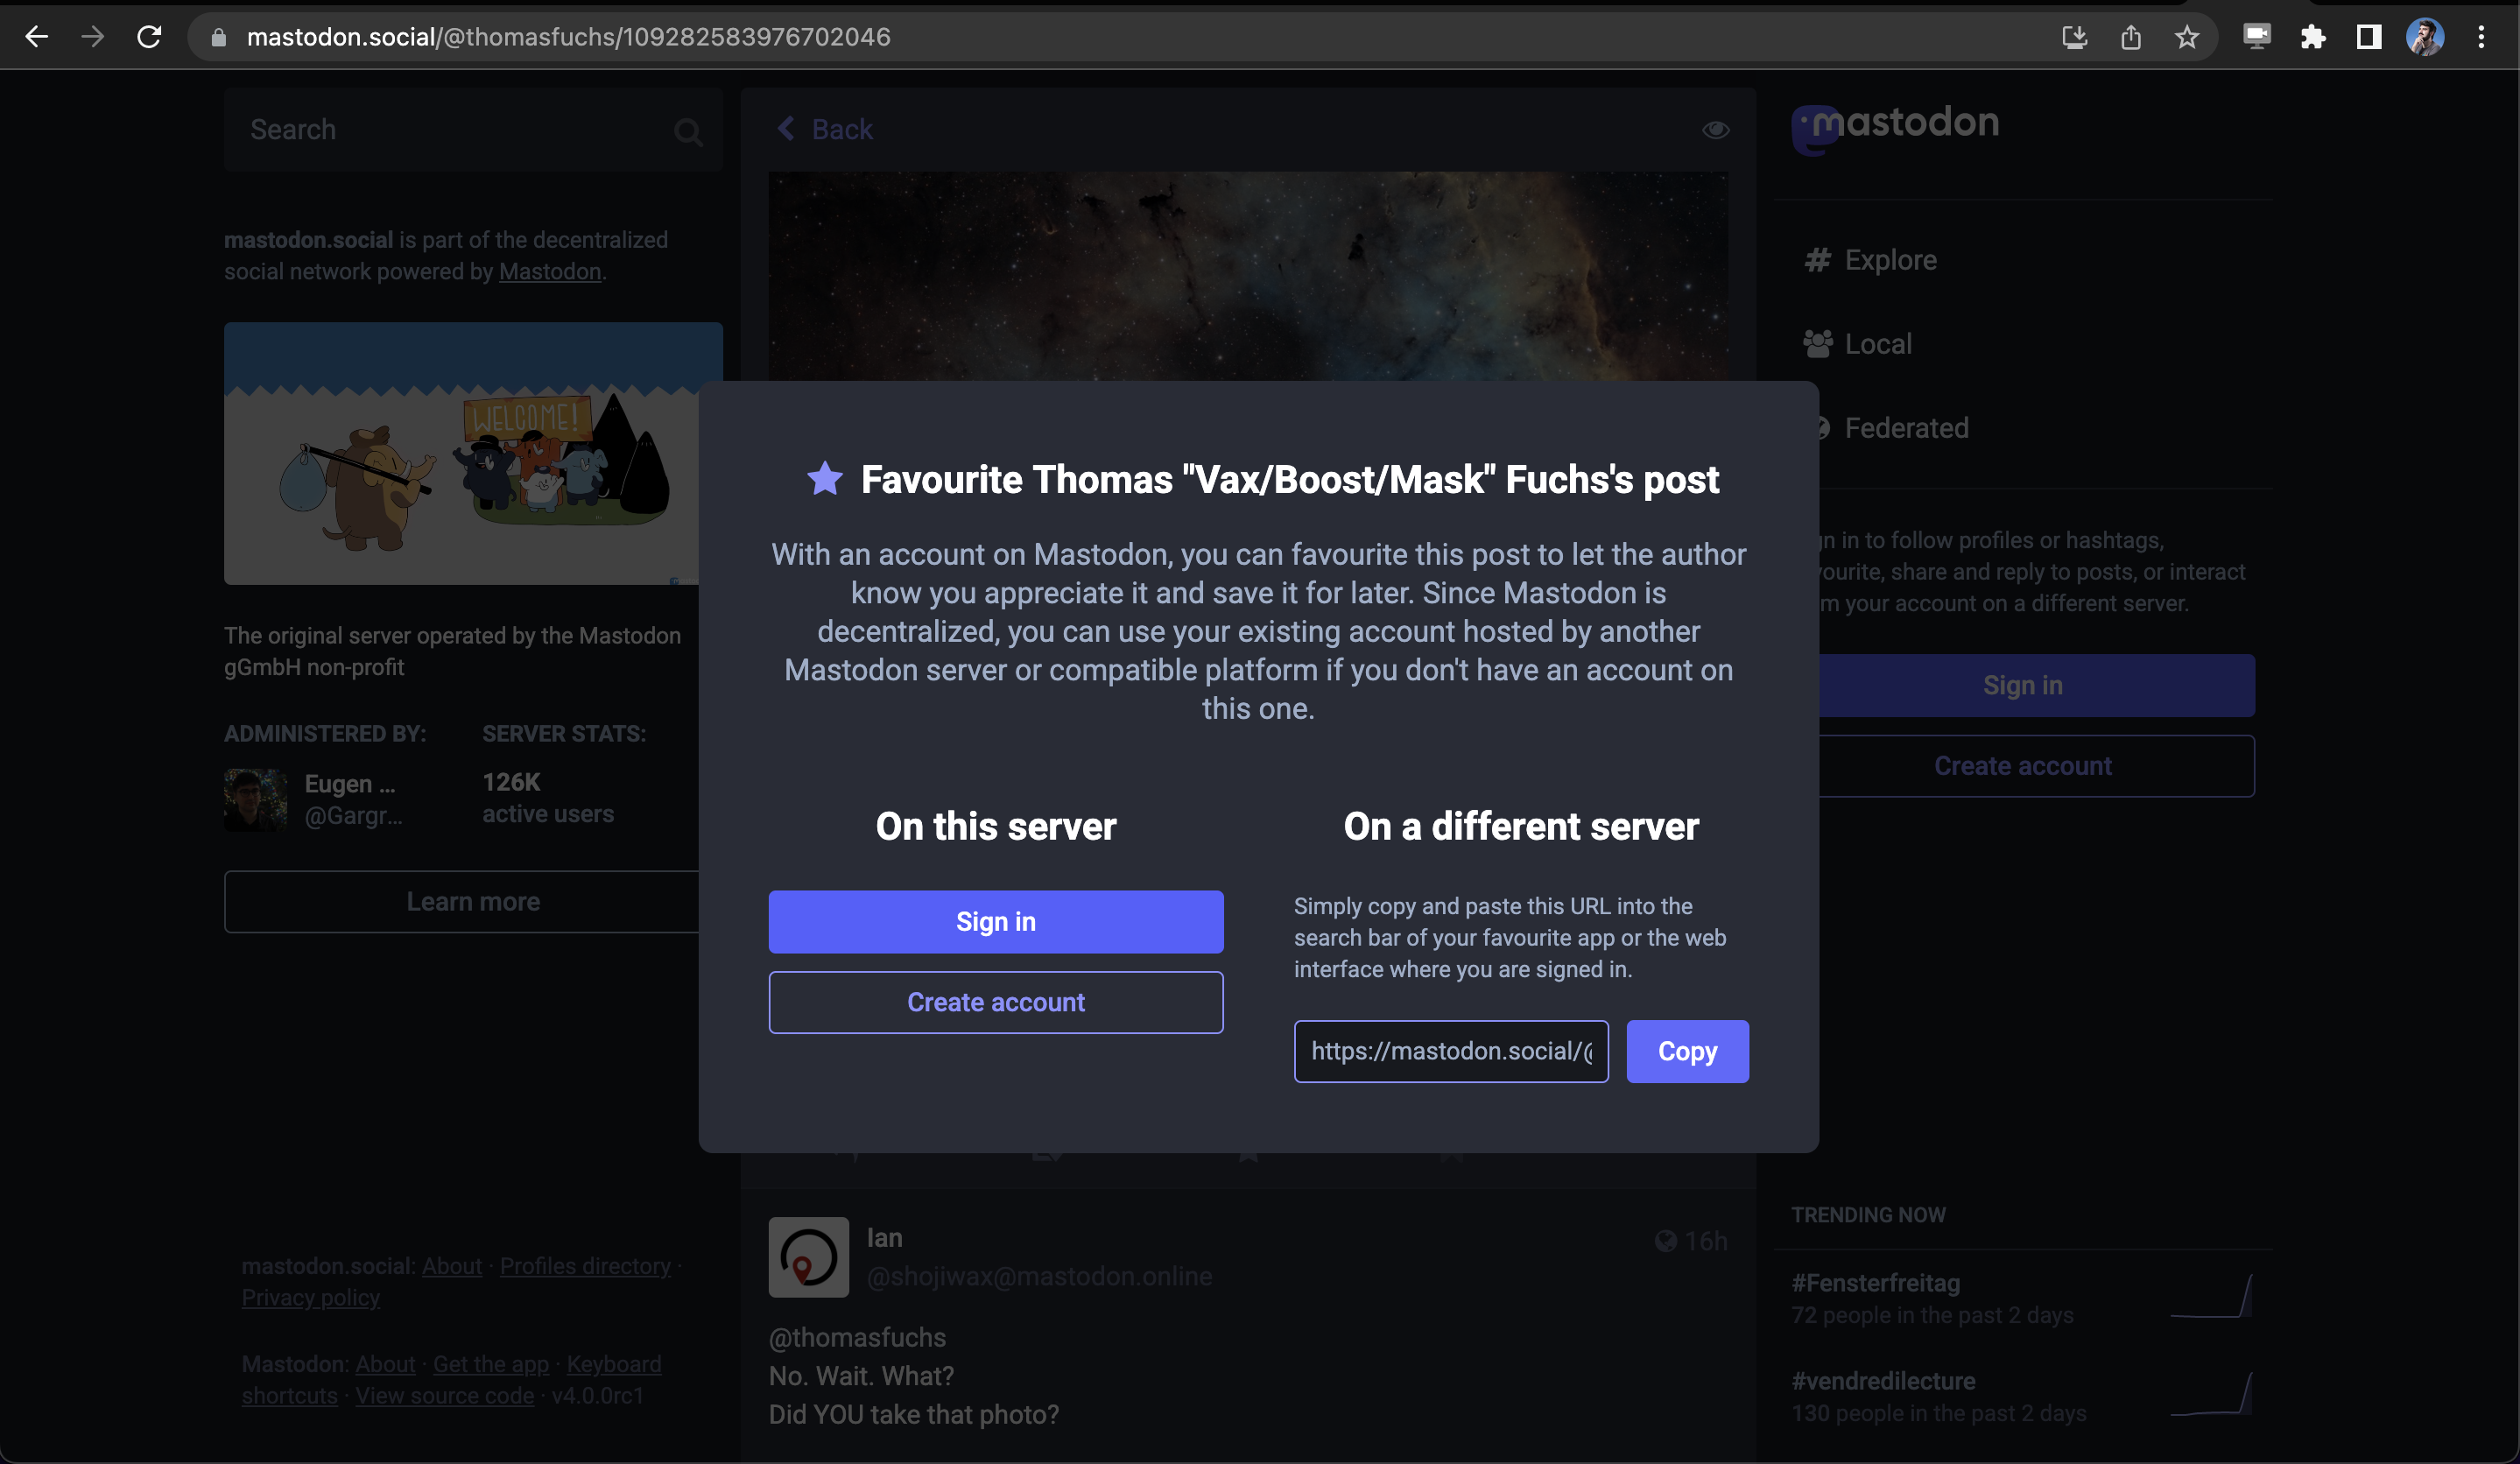 mastodon.social/@thomasfuchs/109282583976702046
Search
mastodon.social is part of the decentralized
social network powered by Mastodon.
WELCOME!
The original server operated by the Mastodon
gGmbH non-profit
ADMINISTERED BY:
Eugen ...
@Gargr...
SERVER STATS:
126K
active users
Learn more
mastodon.social: About · Profiles directory ·
Privacy policy
Mastodon: About · Get the app · Keyboard
shortcuts · View source code · v4.0.0rc1
Back
Favourite Thomas "Vax/Boost/Mask" Fuchs's post
With an account on Mastodon, you can favourite this post to let the author
know you appreciate it and save it for later. Since Mastodon is
decentralized, you can use your existing account hosted by another
Mastodon server or compatible platform if you don't have an account on
this one.
On this server
Sign in
Create account
On a different server
Simply copy and paste this URL into the
search bar of your favourite app or the web
interface where you are signed in.
https://mastodon.social/@
Copy
Ian
16h
@shojiwax@mastodon.online
@thomasfuchs
No. Wait. What?
Did YOU take that photo?
mastodon
# Explore
Local
Federated
in to follow profiles or hashtags,
share and reply to posts, or interact
your account on a different server.
Sign in
Create account
TRENDING NOW
#Fensterfreitag
72 people in the past 2 days
#vendredilecture
130 people in the past 2 days